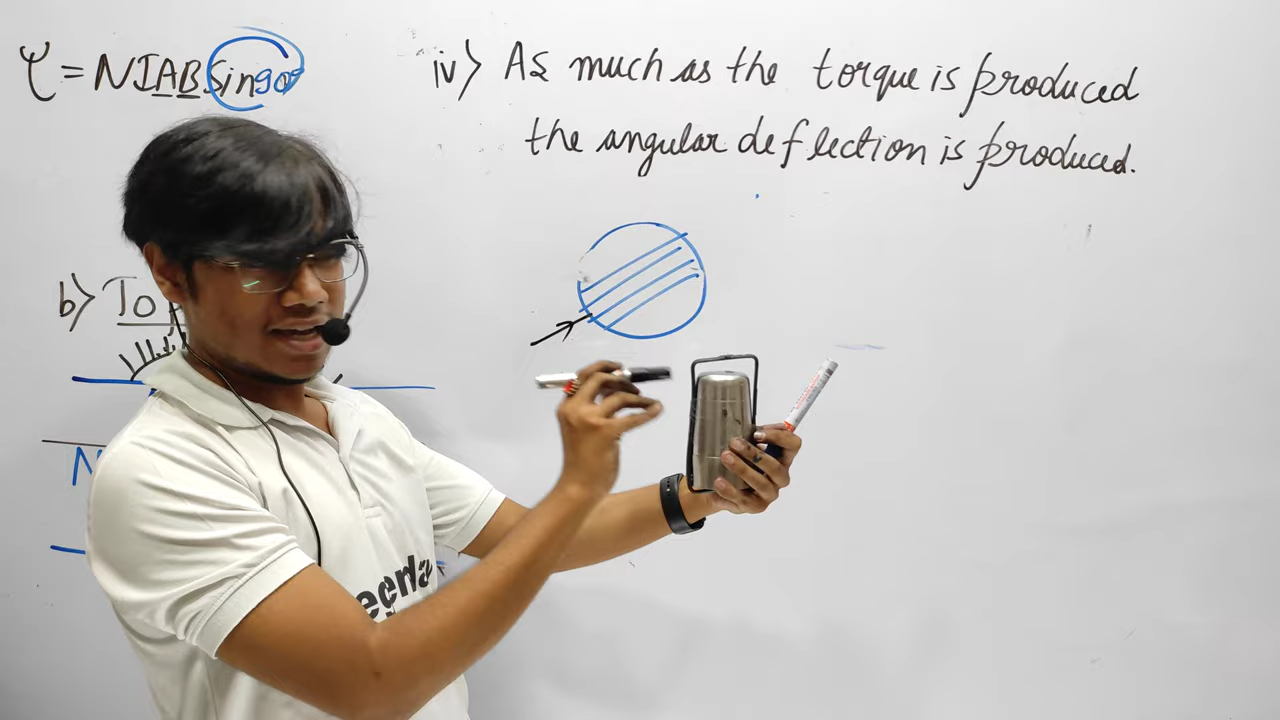 τ = NIABSin90°
iv> As much as the torque is produced
the angular deflection is produced.
b> To
N